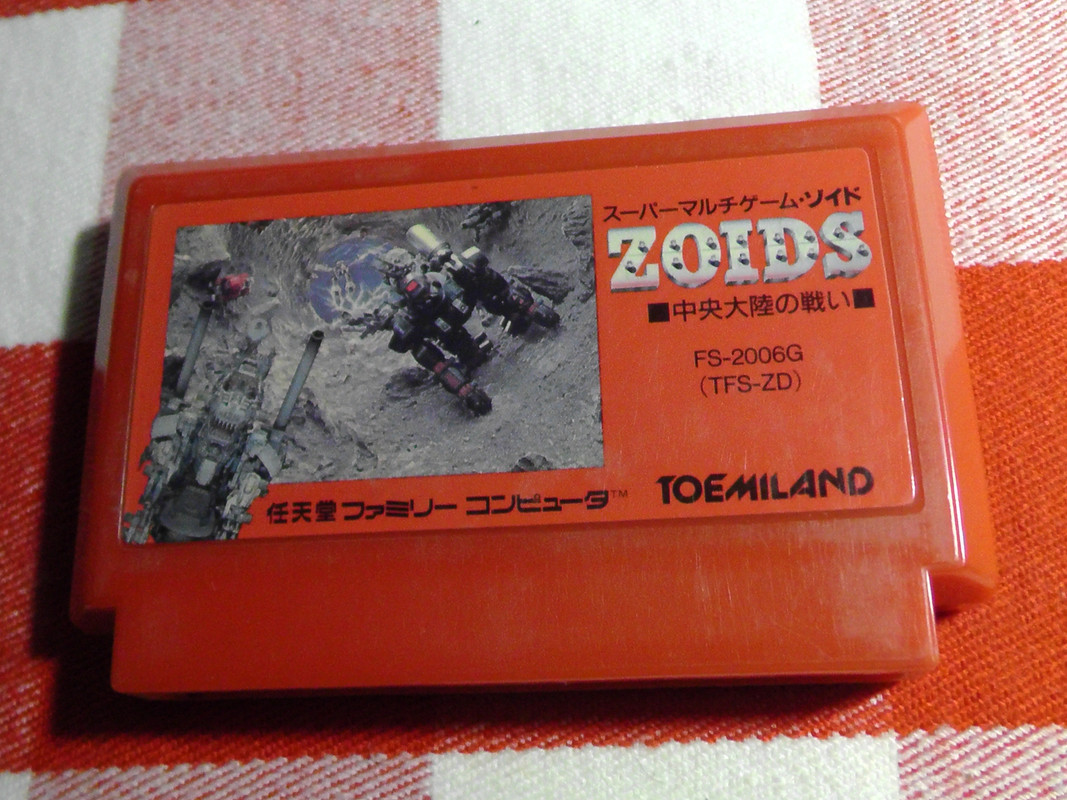 スーパーマルチゲーム・ゾイド
ZOIDS
■中央大陸の戦い■
FS-2006G
(TFS-ZD)
任天堂 ファミリー コンピュータ™
TOEMILAND